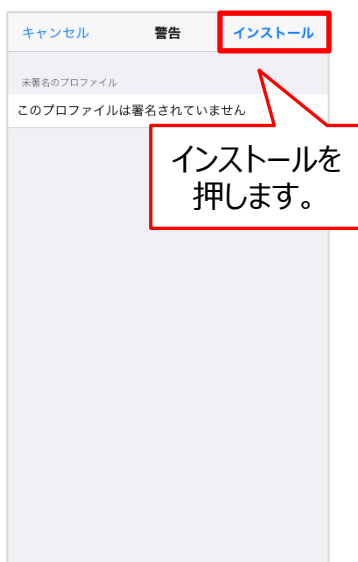 キャンセル 警告 インストール
未署名のプロファイル
このプロファイルは署名されていません
インストールを
押します。